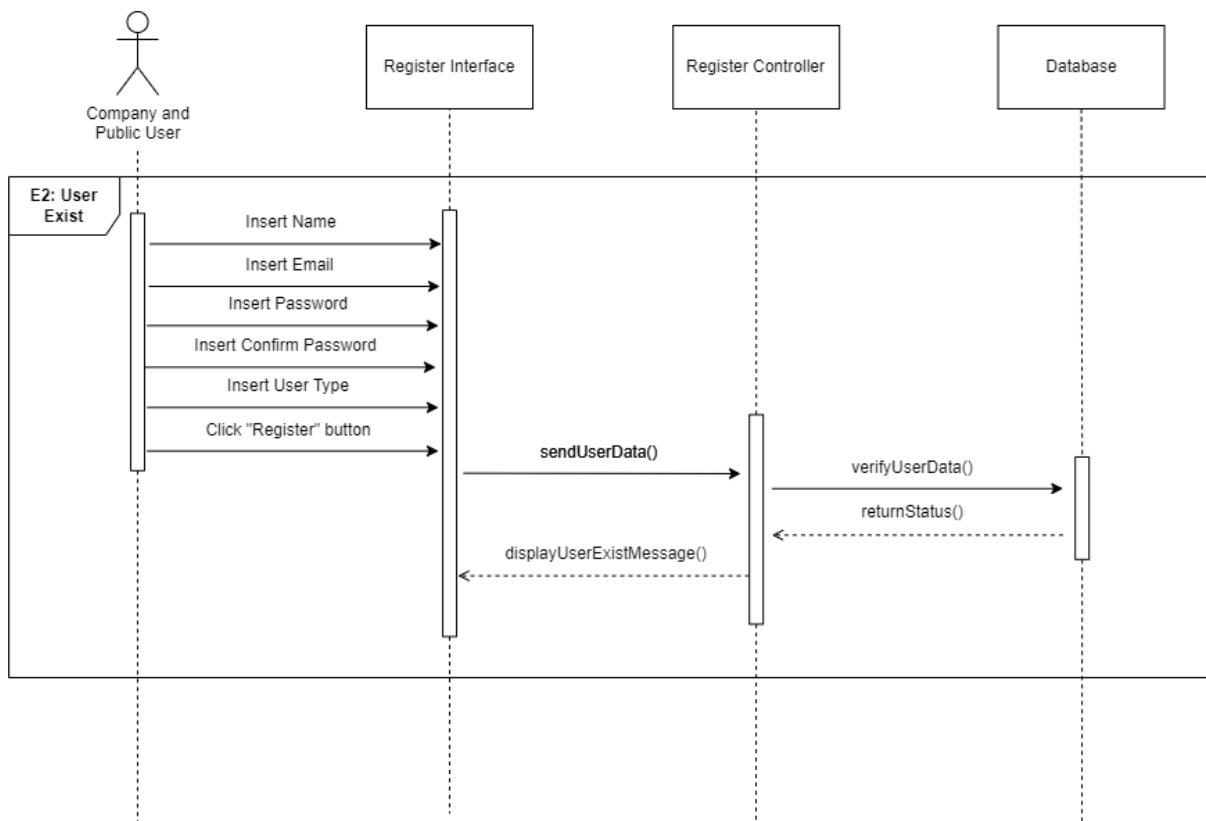 Company and
Public User
Register Interface
Register Controller
Database
E2: User
Exist
Insert Name
Insert Email
Insert Password
Insert Confirm Password
Insert User Type
Click "Register" button
sendUserData()
verifyUserData()
returnStatus()
displayUserExistMessage()